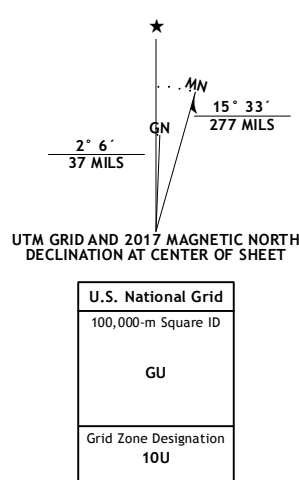 ★
MN
GN
15° 33´
277 MILS
2° 6´
37 MILS
UTM GRID AND 2017 MAGNETIC NORTH
DECLINATION AT CENTER OF SHEET
U.S. National Grid
100,000-m Square ID
GU
Grid Zone Designation
10U